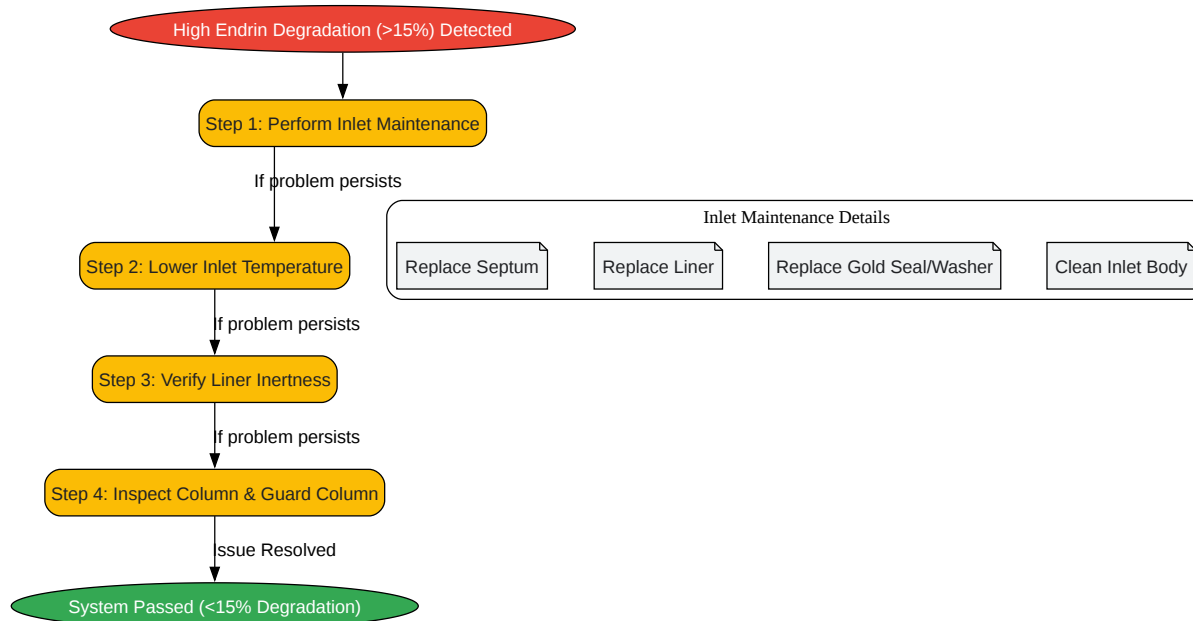 High Endrin Degradation (>15%) Detected
Step 1: Perform Inlet Maintenance
If problem persists
Inlet Maintenance Details
Step 2: Lower Inlet Temperature
Replace Septum
Replace Liner
Replace Gold Seal/Washer
Clean Inlet Body
If problem persists
Step 3: Verify Liner Inertness
If problem persists
Step 4: Inspect Column & Guard Column
Issue Resolved
System Passed (<15% Degradation)